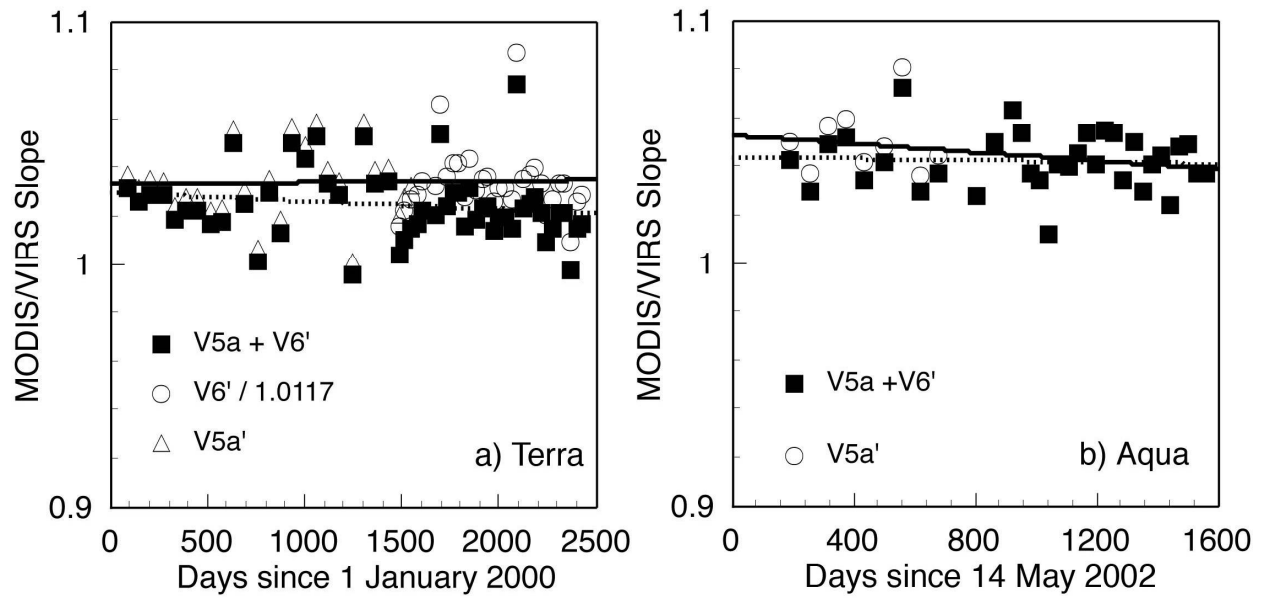 1.1
1
0.9
MODIS/VIRS Slope
V5a + V6'
V6' / 1.0117
V5a'
a) Terra
0 500 1000 1500 2000 2500
Days since 1 January 2000
1.1
1
0.9
MODIS/VIRS Slope
V5a +V6'
V5a'
b) Aqua
0 400 800 1200 1600
Days since 14 May 2002